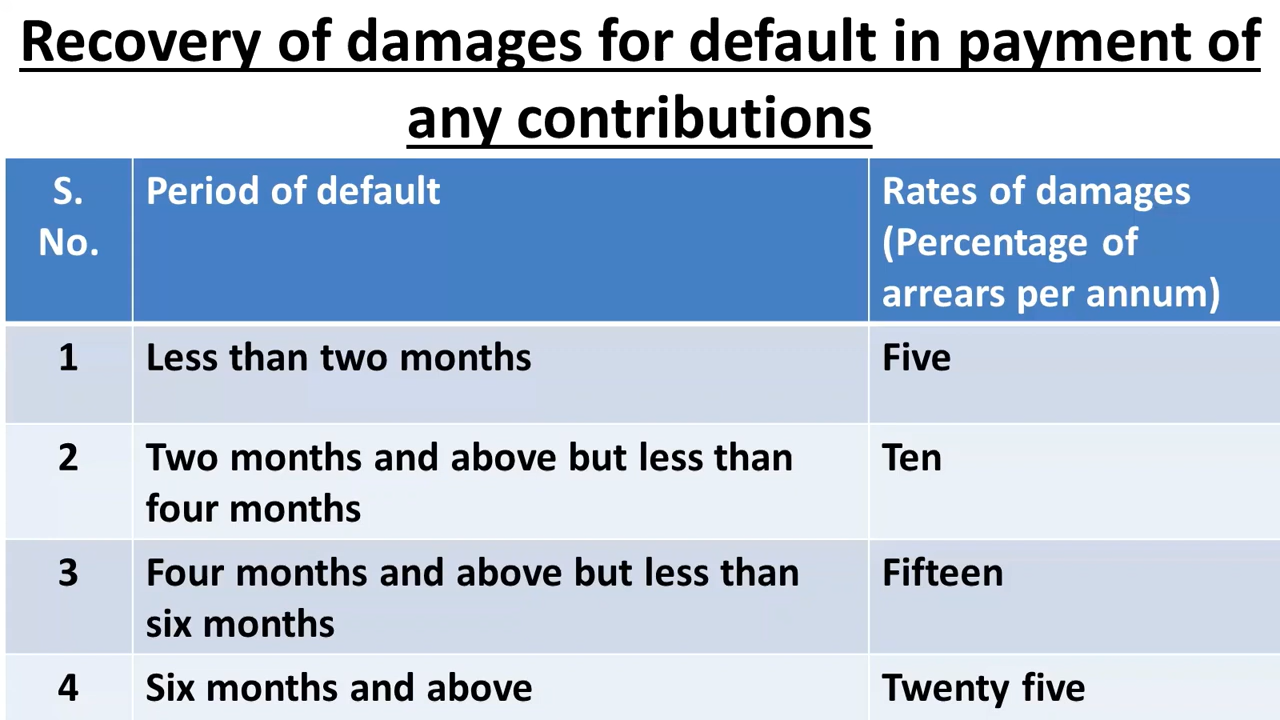 Recovery of damages for default in payment of
any contributions
S. No.
Period of default
Rates of damages
(Percentage of
arrears per annum)
1
Less than two months
Five
2
Two months and above but less than
four months
Ten
3
Four months and above but less than
six months
Fifteen
4
Six months and above
Twenty five